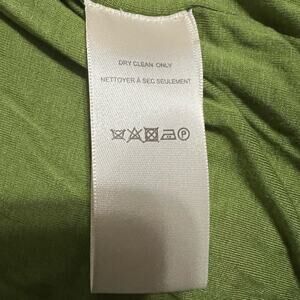 DRY CLEAN ONLY
NETTOYER À SEC SEULEMENT
P